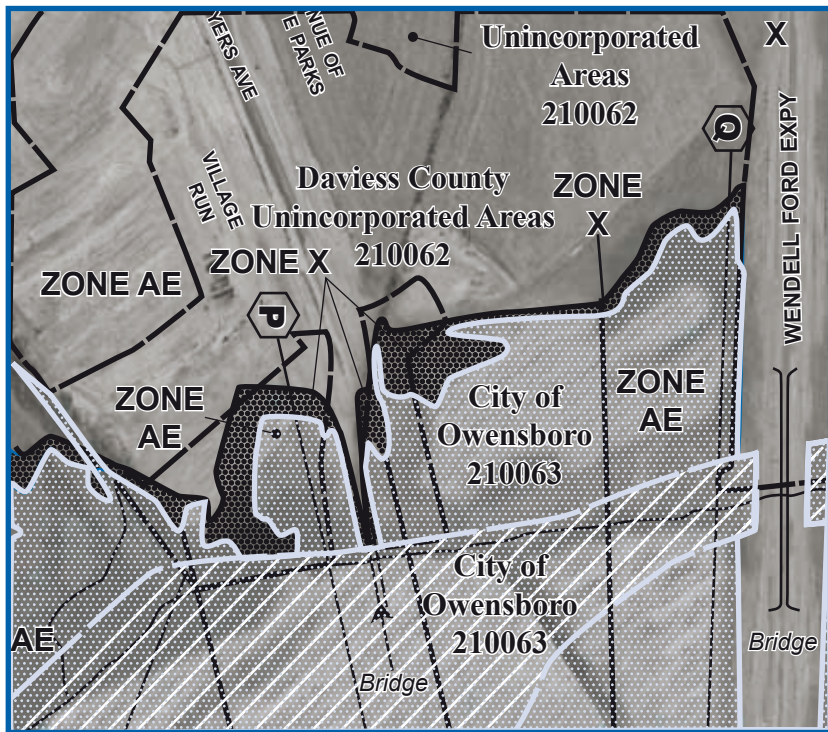 NUE OF
E PARKS
YERS AVE
Unincorporated
Areas
210062
X
Q
WENDELL FORD EXPY
VILLAGE
RUN
Daviess County
Unincorporated Areas
210062
ZONE
X
ZONE AE
ZONE X
P
ZONE
AE
City of
Owensboro
210063
ZONE
AE
City of
Owensboro
210063
AE
Bridge
Bridge